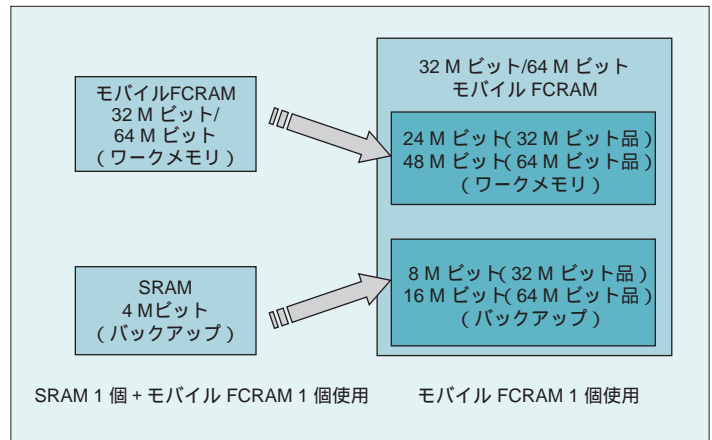 モバイルFCRAM
32 M ビット/
64 M ビット
(ワークメモリ)
SRAM
4 Mビット
(バックアップ)
SRAM 1 個 + モバイル FCRAM 1 個使用
32 M ビット/64 M ビット
モバイル FCRAM
24 M ビット(32 M ビット品)
48 M ビット(64 M ビット品)
(ワークメモリ)
8 M ビット(32 M ビット品)
16 M ビット(64 M ビット品)
(バックアップ)
モバイル FCRAM 1 個使用